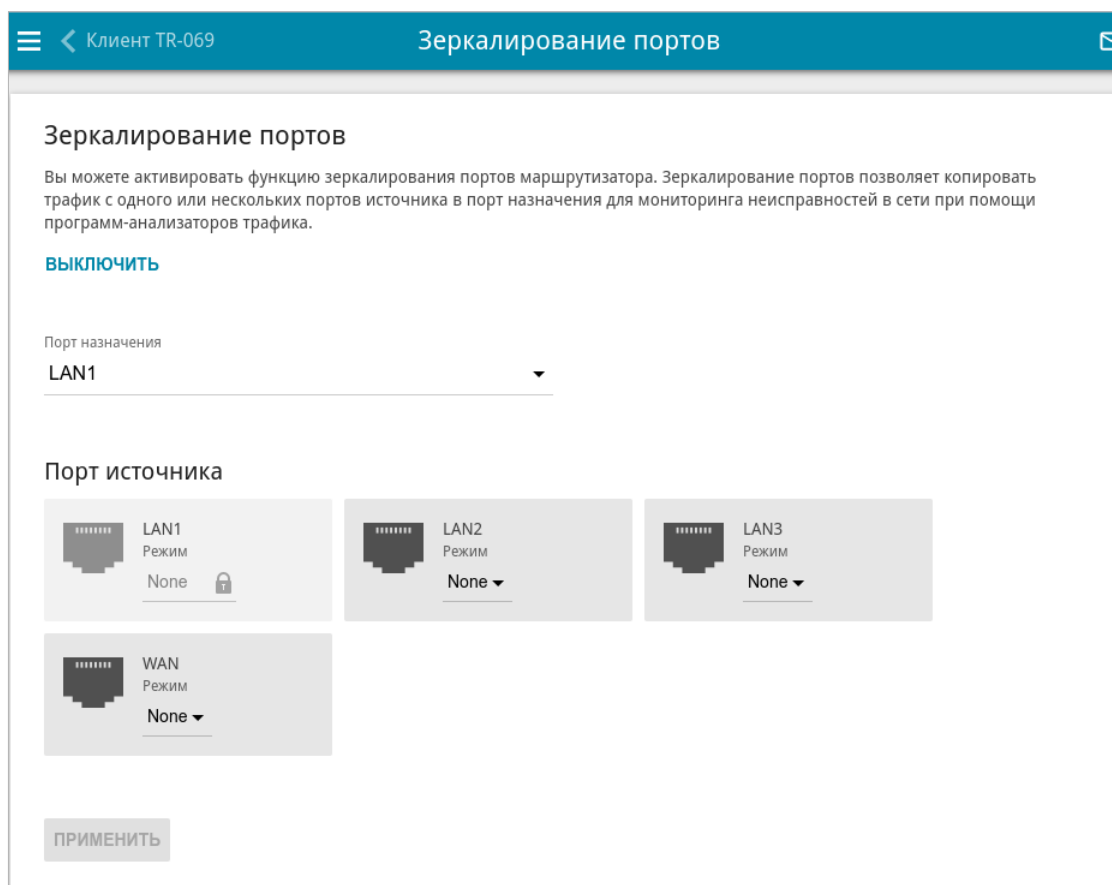 Клиент TR-069
Зеркалирование портов
Зеркалирование портов
Вы можете активировать функцию зеркалирования портов маршрутизатора. Зеркалирование портов позволяет копировать
трафик с одного или нескольких портов источника в порт назначения для мониторинга неисправностей в сети при помощи
программ-анализаторов трафика.
ВЫКЛЮЧИТЬ
Порт назначения
LAN1
Порт источника
LAN1
Режим
None
LAN2
Режим
None
LAN3
Режим
None
WAN
Режим
None
ПРИМЕНИТЬ